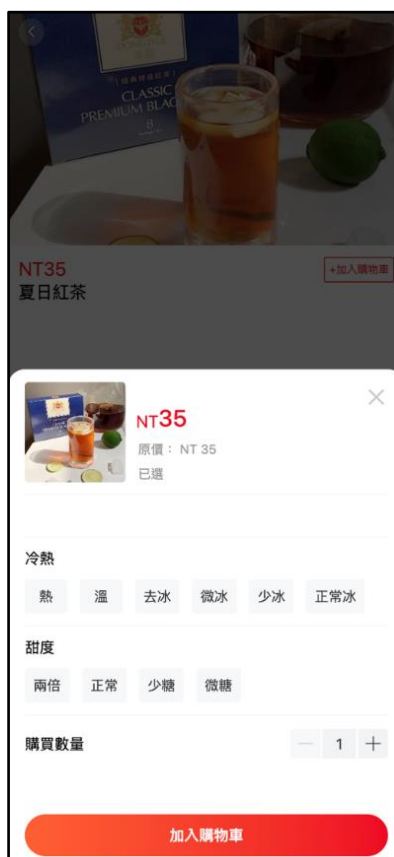 CLASSIC
PREMIUM BLAC
8
NT35
+加入購物車
夏日紅茶
NT35
原價： NT 35
已選
冷熱
熱 溫 去冰 微冰 少冰 正常冰
甜度
兩倍 正常 少糖 微糖
購買數量
1
加入購物車